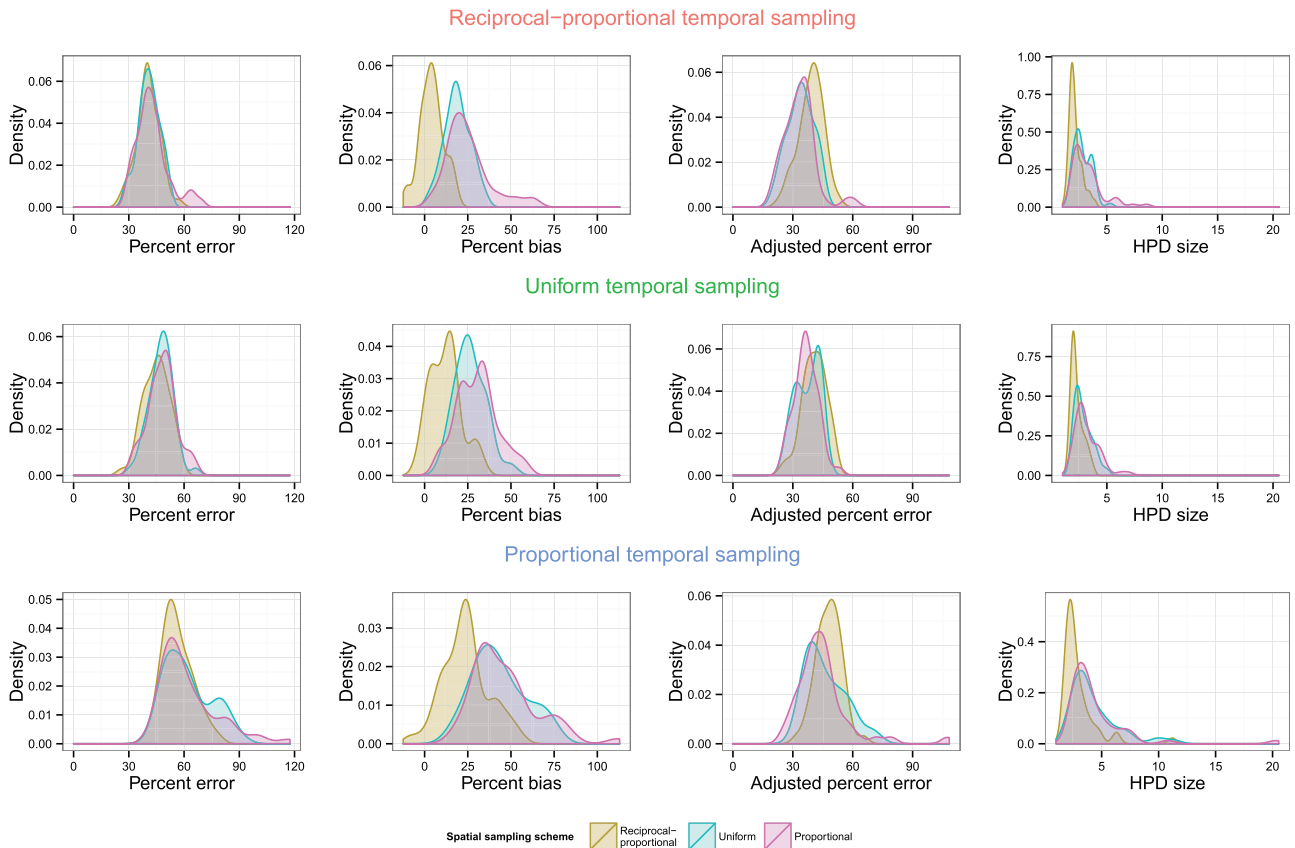 Reciprocal−proportional temporal sampling
Density
0.06
0.04
0.02
0.00
0 30 60 90 120
Percent error
Density
0.06
0.04
0.02
0.00
0 25 50 75 100
Percent bias
Density
0.06
0.04
0.02
0.00
0 30 60 90
Adjusted percent error
Density
1.00
0.75
0.50
0.25
0.00
5 10 15 20
HPD size
Uniform temporal sampling
Density
0.06
0.04
0.02
0.00
0 30 60 90 120
Percent error
Density
0.04
0.03
0.02
0.01
0.00
0 25 50 75 100
Percent bias
Density
0.06
0.04
0.02
0.00
0 30 60 90
Adjusted percent error
Density
0.75
0.50
0.25
0.00
5 10 15 20
HPD size
Proportional temporal sampling
Density
0.05
0.04
0.03
0.02
0.01
0.00
0 30 60 90 120
Percent error
Density
0.03
0.02
0.01
0.00
0 25 50 75 100
Percent bias
Density
0.06
0.04
0.02
0.00
0 30 60 90
Adjusted percent error
Density
0.4
0.2
0.0
5 10 15 20
HPD size
Spatial sampling scheme
Reciprocal−
proportional
Uniform
Proportional